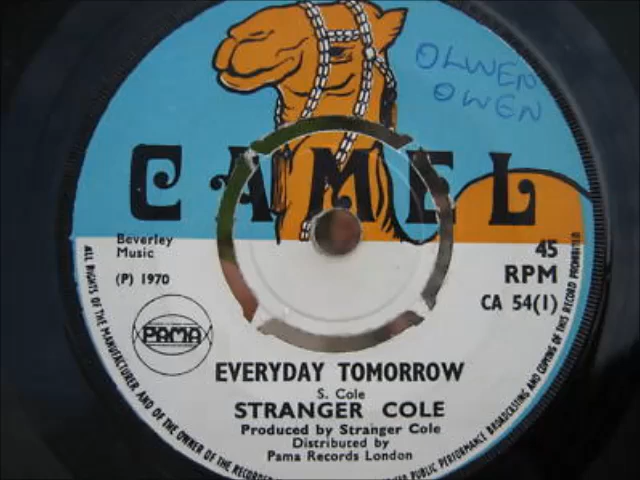 OLWEN
OWEN
CAMEL
Beverley
Music
(P) 1970
45
RPM
CA 54(1)
PAMA
EVERYDAY TOMORROW
S. Cole
STRANGER COLE
Produced by Stranger Cole
Distributed by
Pama Records London
ALL RIGHTS OF THE MANUFACTURER, AND OF THE OWNER OF THE RECORDED
PUBLIC PERFORMANCE BROADCASTING AND COPYING OF THIS RECORD PROHIBITED